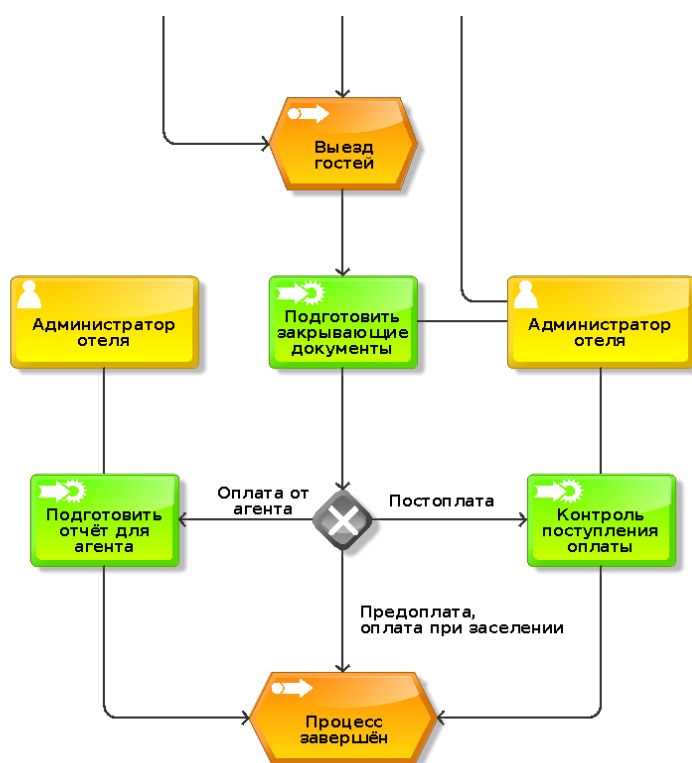 Выезд
гостей
Администратор
отеля
Подготовить
закрывающие
документы
Администратор
отеля
Оплата от
агента
Постоплата
Подготовить
отчёт для
агента
Контроль
поступления
оплаты
Предоплата,
оплата при заселении
Процесс
завершён